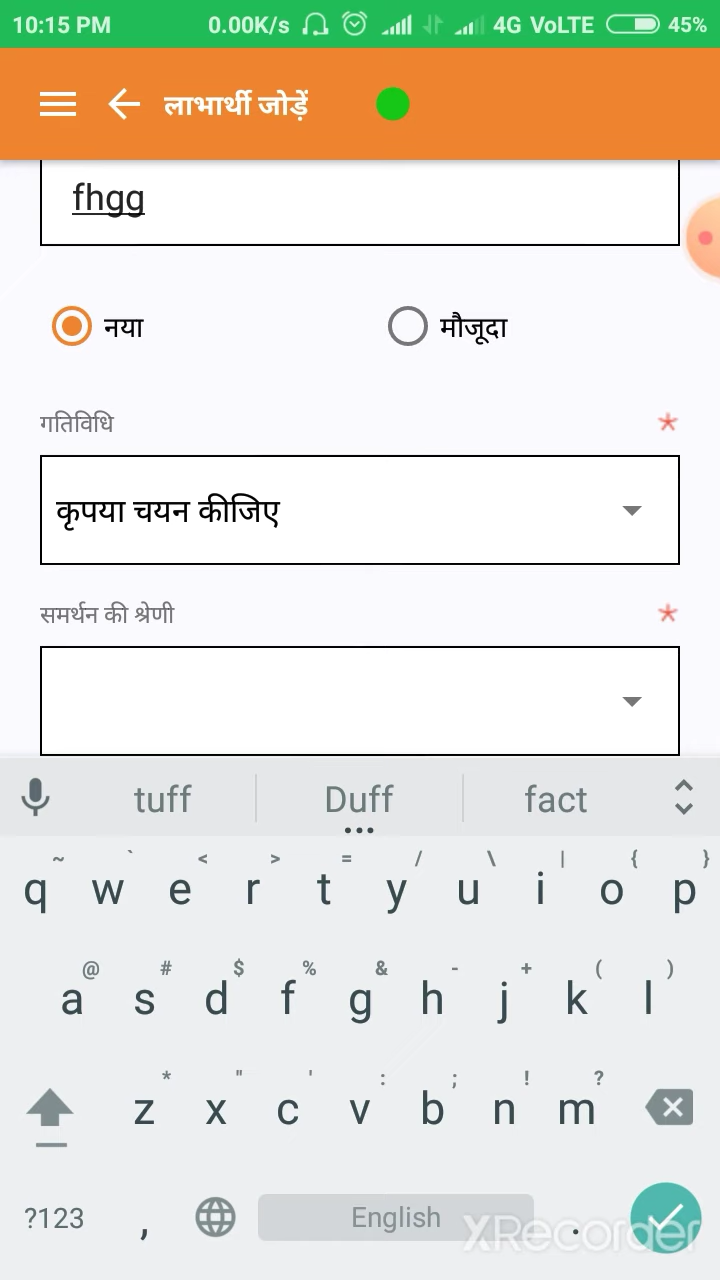 10:15 PM 0.00K/s 4G VoLTE 45%
लाभार्थी जोड़ें
fhgg
नया मौजूदा
गतिविधि *
कृपया चयन कीजिए
समर्थन की श्रेणी *
tuff Duff fact
~ ` < > = / \ | { }
q w e r t y u i o p
@ # $ % & - + ( )
a s d f g h j k l
* " ' : ; ! ?
z x c v b n m
?123 , English .
XRecorder